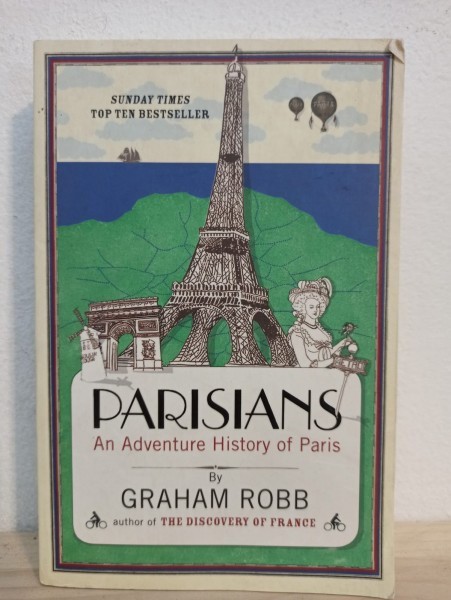 SUNDAY TIMES
TOP TEN BESTSELLER
PARISIANS
An Adventure History of Paris
By
GRAHAM ROBB
author of THE DISCOVERY OF FRANCE